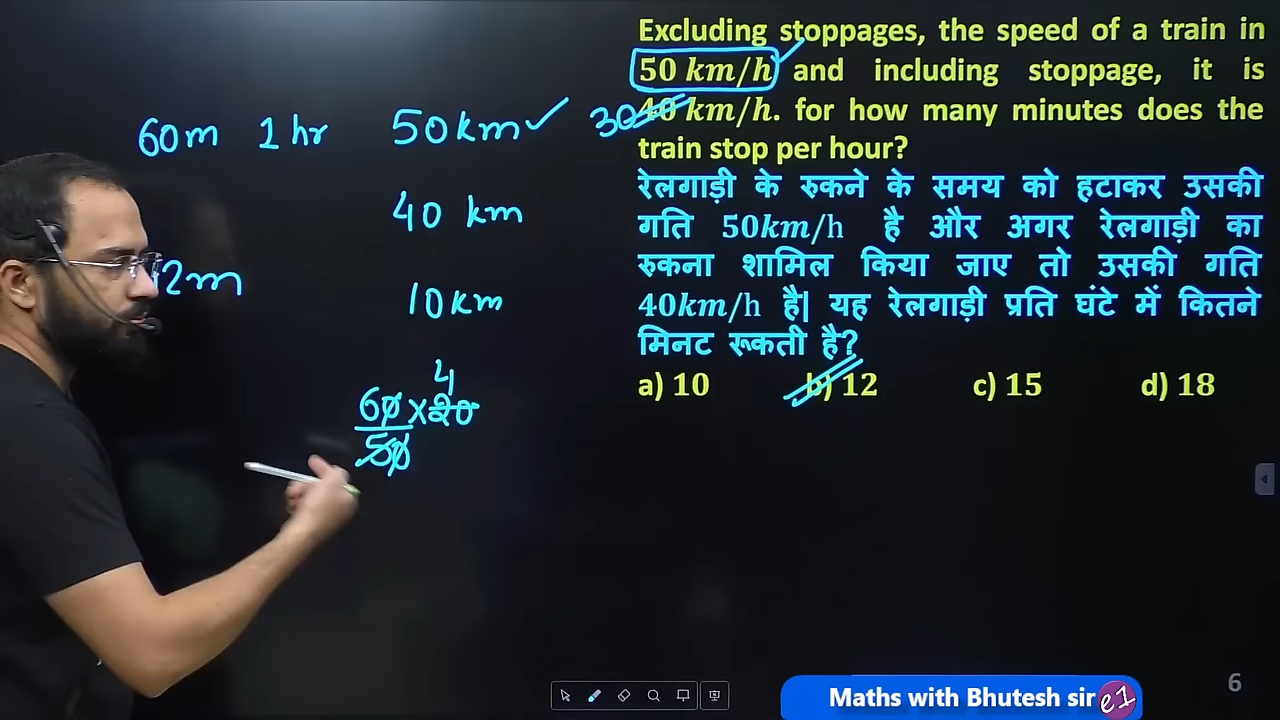 Excluding stoppages, the speed of a train in
50 km/h and including stoppage, it is
40 km/h. for how many minutes does the
train stop per hour?
रेलगाड़ी के रुकने के समय को हटाकर उसकी
गति 50km/h है और अगर रेलगाड़ी का
रुकना शामिल किया जाए तो उसकी गति
40km/h है| यह रेलगाड़ी प्रति घंटे में कितने
मिनट रूकती है?
a) 10 b) 12 c) 15 d) 18
60m 1 hr 50km 30
40 km
12m 10km
4
60 x 20
50
Maths with Bhutesh sir e1
6